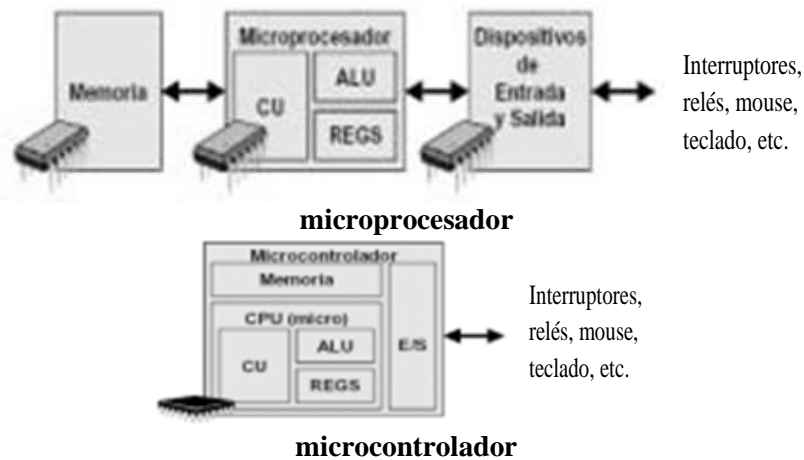 Memoria
Microprocesador
CU
ALU
REGS
Dispositivos
de
Entrada
y Salida
Interruptores,
relés, mouse,
teclado, etc.
microprocesador
Microcontrolador
Memoria
CPU (micro)
CU
ALU
REGS
E/S
Interruptores,
relés, mouse,
teclado, etc.
microcontrolador